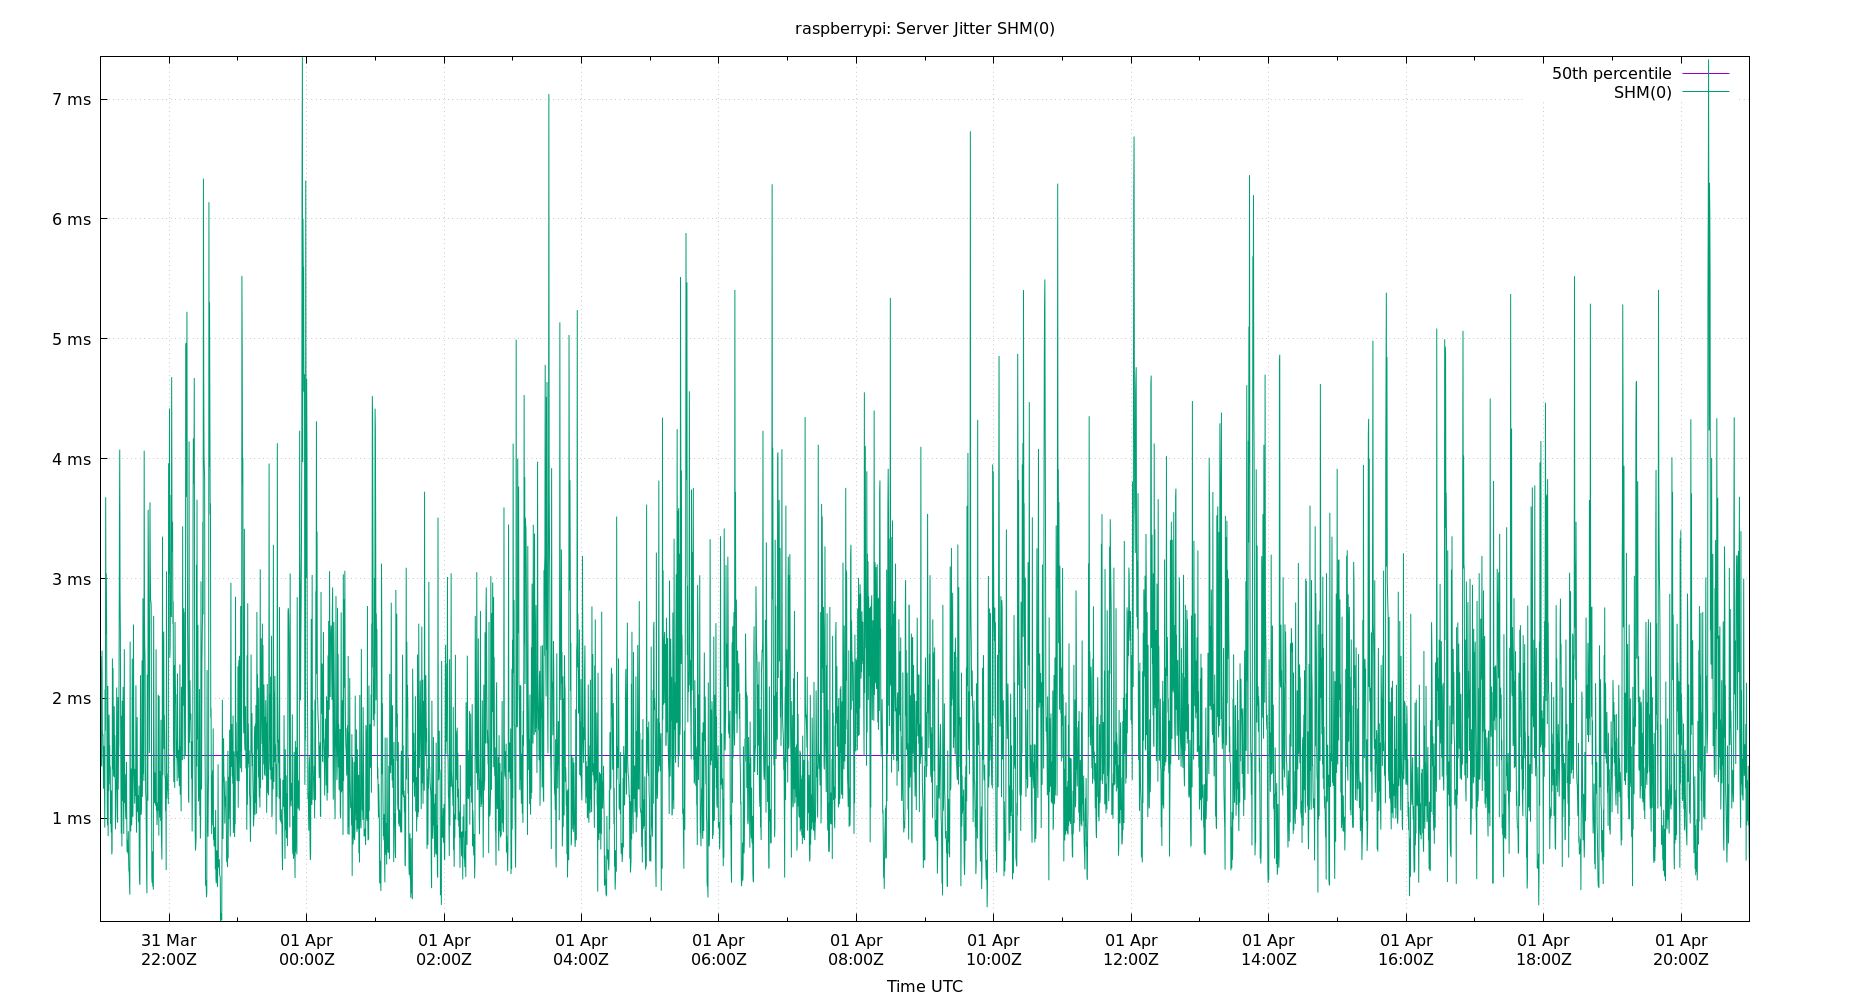 raspberrypi: Server Jitter SHM(0)
50th percentile
SHM(0)
7 ms
6 ms
5 ms
4 ms
3 ms
2 ms
1 ms
31 Mar 01 Apr 01 Apr 01 Apr 01 Apr 01 Apr 01 Apr 01 Apr 01 Apr 01 Apr 01 Apr 01 Apr
22:00Z 00:00Z 02:00Z 04:00Z 06:00Z 08:00Z 10:00Z 12:00Z 14:00Z 16:00Z 18:00Z 20:00Z
Time UTC